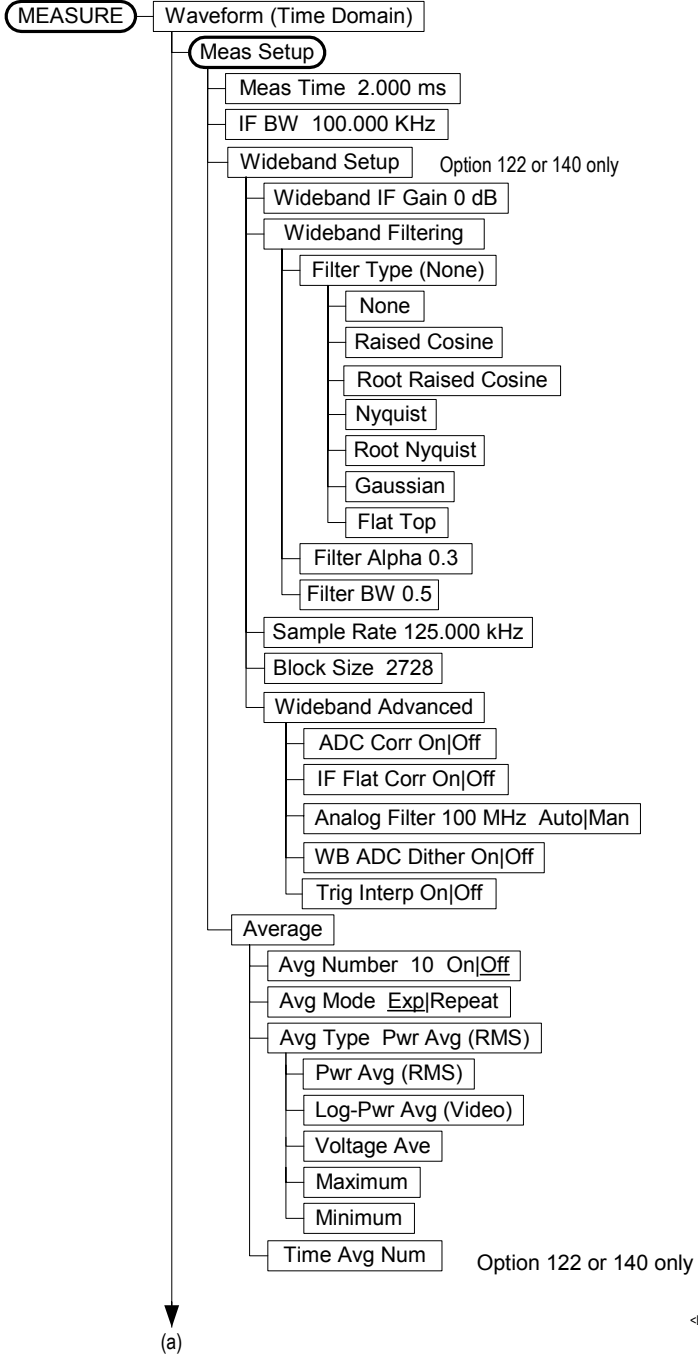 MEASURE Waveform (Time Domain)
Meas Setup
Meas Time 2.000 ms
IF BW 100.000 KHz
Wideband Setup Option 122 or 140 only
Wideband IF Gain 0 dB
Wideband Filtering
Filter Type (None)
None
Raised Cosine
Root Raised Cosine
Nyquist
Root Nyquist
Gaussian
Flat Top
Filter Alpha 0.3
Filter BW 0.5
Sample Rate 125.000 kHz
Block Size 2728
Wideband Advanced
ADC Corr On|Off
IF Flat Corr On|Off
Analog Filter 100 MHz Auto|Man
WB ADC Dither On|Off
Trig Interp On|Off
Average
Avg Number 10 On|Off
Avg Mode Exp|Repeat
Avg Type Pwr Avg (RMS)
Pwr Avg (RMS)
Log-Pwr Avg (Video)
Voltage Ave
Maximum
Minimum
Time Avg Num Option 122 or 140 only
(a)